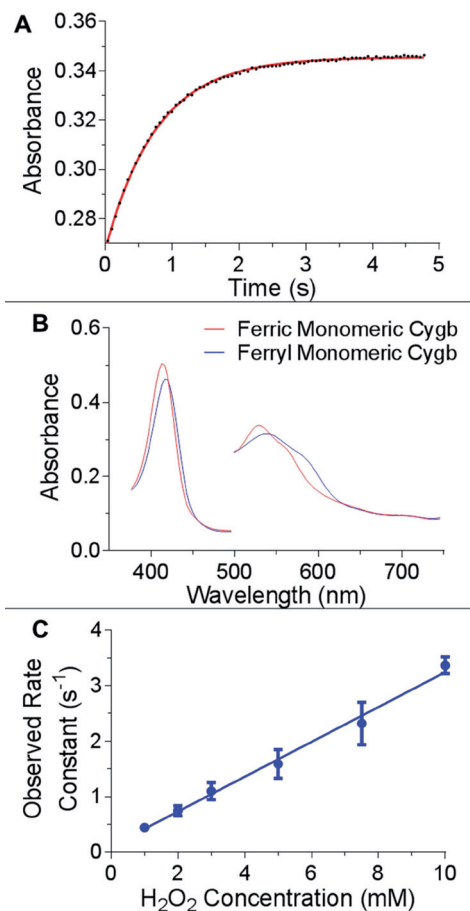 A
0.36
0.34
0.32
0.30
0.28
Absorbance
0 1 2 3 4 5
Time (s)
B
0.6
0.4
0.2
0.0
Absorbance
Ferric Monomeric Cygb
Ferryl Monomeric Cygb
400 500 600 700
Wavelength (nm)
C
4
3
2
1
0
Observed Rate
Constant (s⁻¹)
0 2 4 6 8 10
H₂O₂ Concentration (mM)